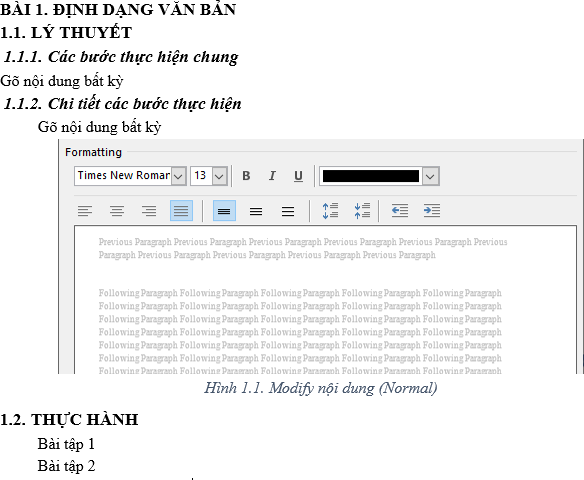 BÀI 1. ĐỊNH DẠNG VĂN BẢN
1.1. LÝ THUYẾT
1.1.1. Các bước thực hiện chung
Gõ nội dung bất kỳ
1.1.2. Chi tiết các bước thực hiện
Gõ nội dung bất kỳ
Formatting
Times New Romar 13 B I U
Previous Paragraph Previous Paragraph Previous Paragraph Previous Paragraph Previous Paragraph Previous
Paragraph Previous Paragraph Previous Paragraph Previous Paragraph Previous Paragraph
Following Paragraph Following Paragraph Following Paragraph Following Paragraph Following Paragraph
Following Paragraph Following Paragraph Following Paragraph Following Paragraph Following Paragraph
Following Paragraph Following Paragraph Following Paragraph Following Paragraph Following Paragraph
Following Paragraph Following Paragraph Following Paragraph Following Paragraph Following Paragraph
Following Paragraph Following Paragraph Following Paragraph Following Paragraph Following Paragraph
Following Paragraph Following Paragraph Following Paragraph Following Paragraph Following Paragraph
Following Paragraph Following Paragraph Following Paragraph Following Paragraph Following Paragraph
Hình 1.1. Modify nội dung (Normal)
1.2. THỰC HÀNH
Bài tập 1
Bài tập 2